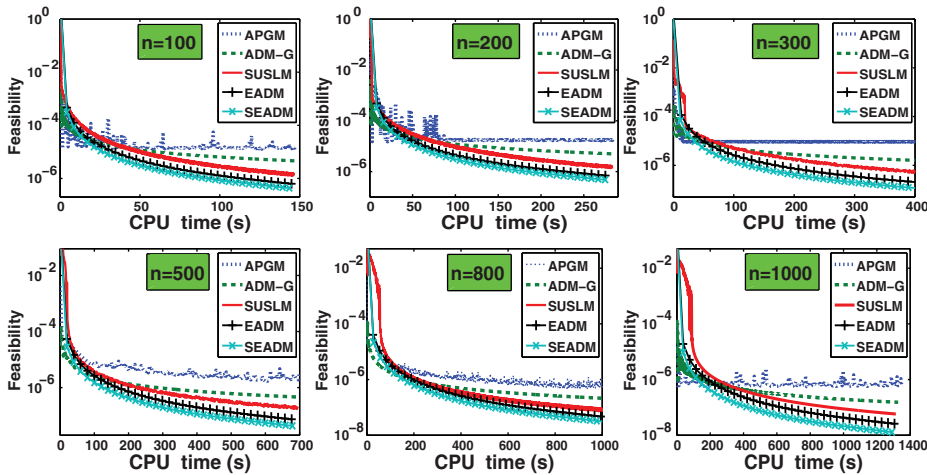 10^0
10^-2
10^-4
10^-6
Feasibility
n=100
APGM
ADM-G
SUSLM
EADM
SEADM
0 50 100 150
CPU time (s)
10^0
10^-2
10^-4
10^-6
Feasibility
n=200
APGM
ADM-G
SUSLM
EADM
SEADM
0 50 100 150 200 250
CPU time (s)
10^0
10^-2
10^-4
10^-6
Feasibility
n=300
APGM
ADM-G
SUSLM
EADM
SEADM
0 100 200 300 400
CPU time (s)
10^-2
10^-4
10^-6
Feasibility
n=500
APGM
ADM-G
SUSLM
EADM
SEADM
0 100 200 300 400 500 600 700
CPU time (s)
10^-2
10^-4
10^-6
10^-8
Feasibility
n=800
APGM
ADM-G
SUSLM
EADM
SEADM
0 200 400 600 800 1000
CPU time (s)
10^-2
10^-4
10^-6
10^-8
Feasibility
n=1000
APGM
ADM-G
SUSLM
EADM
SEADM
0 200 400 600 800 1000 1200 1400
CPU time (s)